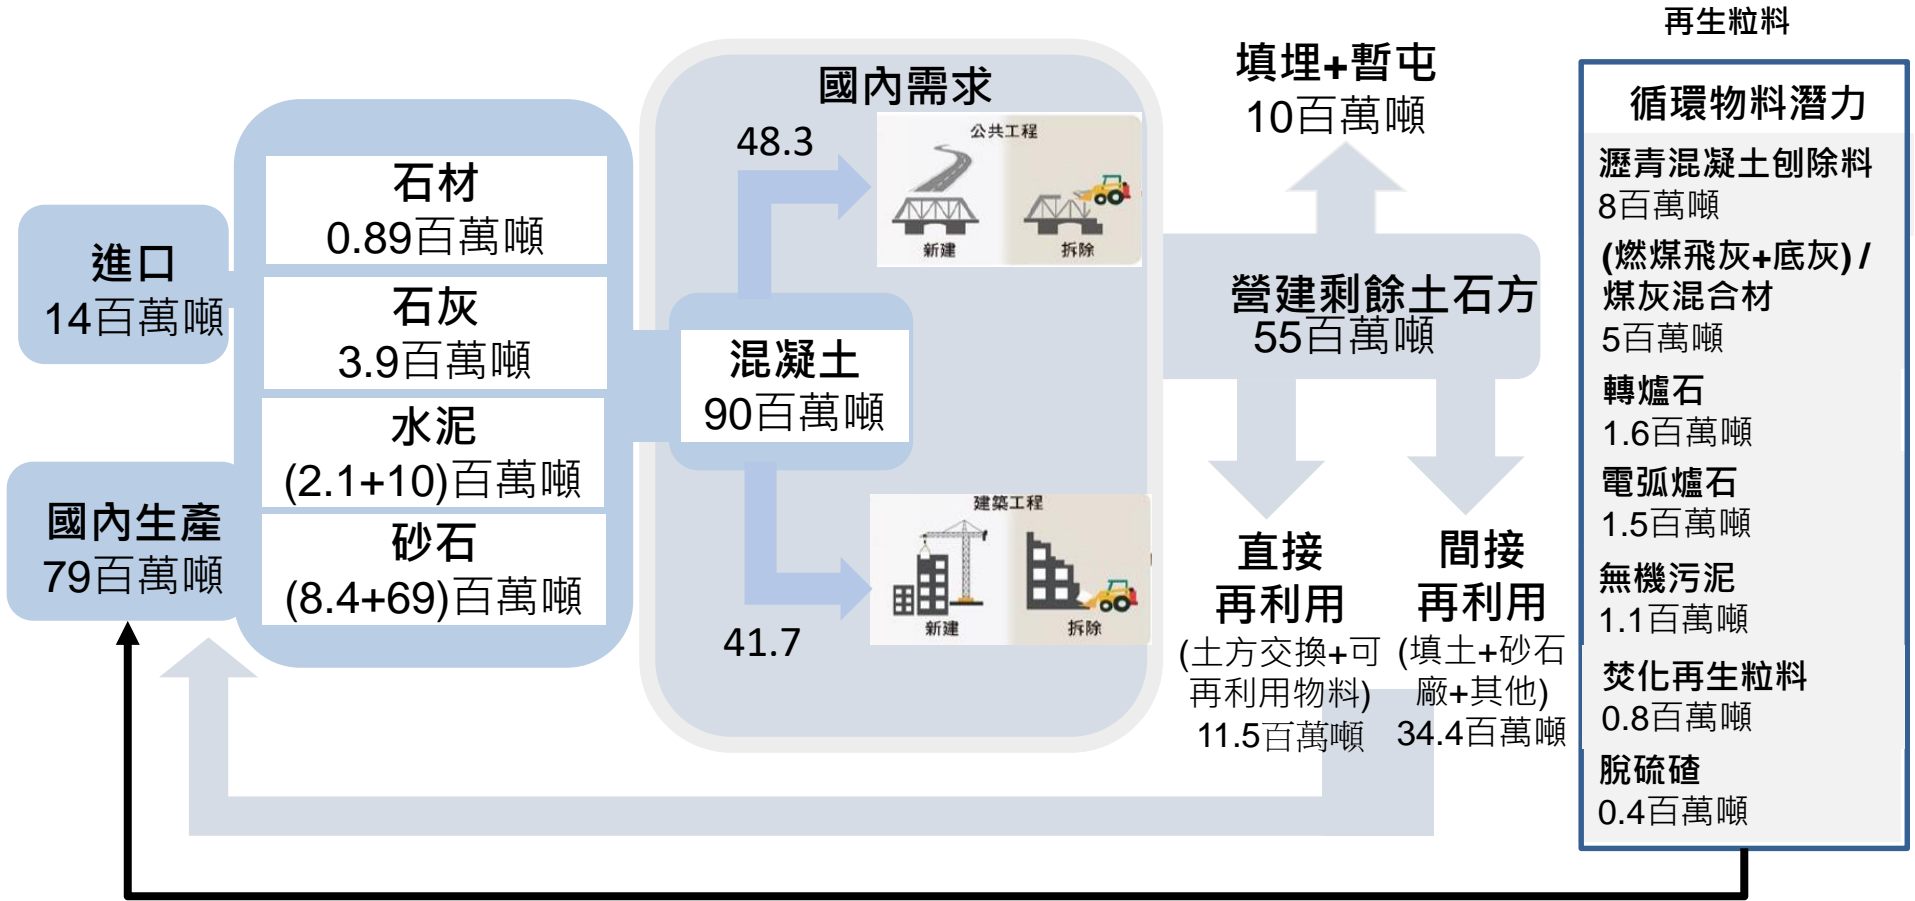 進口
14百萬噸
國內生產
79百萬噸
石材
0.89百萬噸
石灰
3.9百萬噸
水泥
(2.1+10)百萬噸
砂石
(8.4+69)百萬噸
國內需求
48.3
公共工程
新建
拆除
混凝土
90百萬噸
41.7
建築工程
新建
拆除
填埋+暫屯
10百萬噸
營建剩餘土石方
55百萬噸
直接
再利用
(土方交換+可
再利用物料)
11.5百萬噸
間接
再利用
(填土+砂石
廠+其他)
34.4百萬噸
再生粒料
循環物料潛力
瀝青混凝土刨除料
8百萬噸
(燃煤飛灰+底灰) /
煤灰混合材
5百萬噸
轉爐石
1.6百萬噸
電弧爐石
1.5百萬噸
無機污泥
1.1百萬噸
焚化再生粒料
0.8百萬噸
脫硫碴
0.4百萬噸